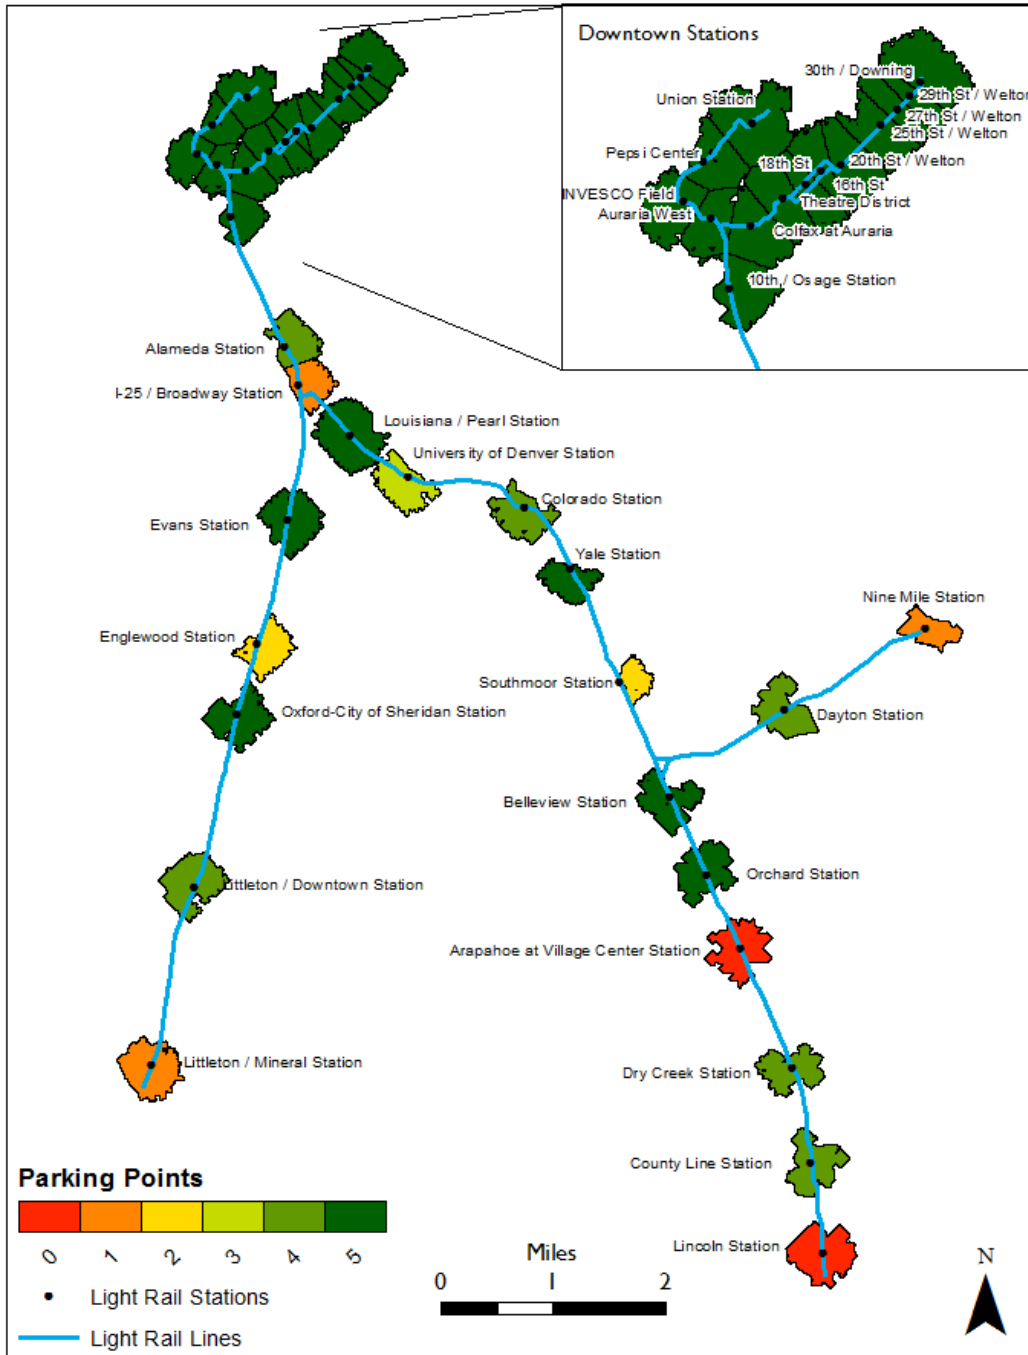 Downtown Stations
30th / Downing
Union Station
29th St / Welton
27th St / Welton
25th St / Welton
Pepsi Center
18th St
20th St / Welton
16th St
INVESCO Field
Theatre District
Auraria West
Colfax at Auraria
10th / Osage Station
Alameda Station
I-25 / Broadway Station
Louisiana / Pearl Station
University of Denver Station
Colorado Station
Evans Station
Yale Station
Nine Mile Station
Englewood Station
Southmoor Station
Oxford-City of Sheridan Station
Dayton Station
Belleview Station
Orchard Station
Littleton / Downtown Station
Arapahoe at Village Center Station
Littleton / Mineral Station
Dry Creek Station
County Line Station
Lincoln Station
Parking Points
0 1 2 3 4 5
Light Rail Stations
Light Rail Lines
Miles
0 1 2
N